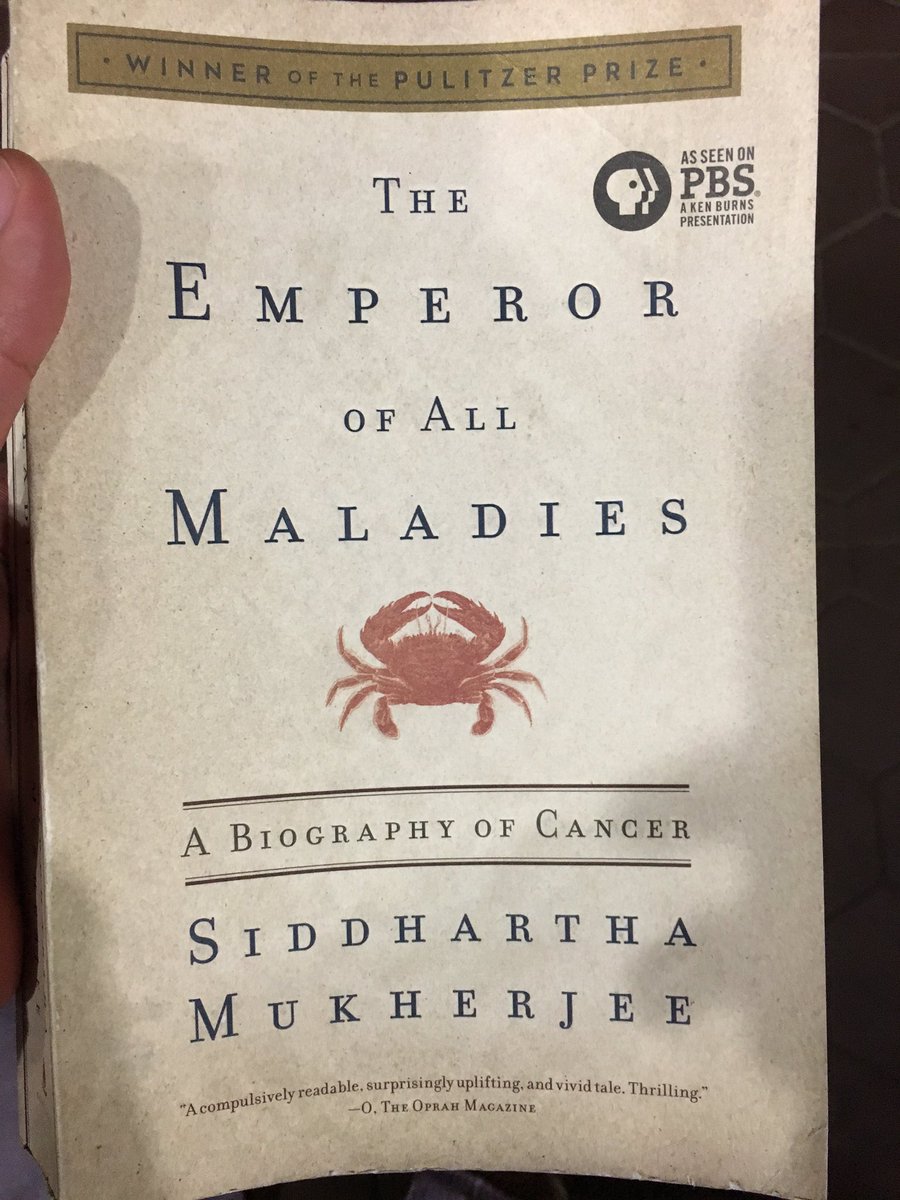 · WINNER OF THE PULITZER PRIZE ·
AS SEEN ON
PBS®
A KEN BURNS
PRESENTATION
THE
EMPEROR
OF ALL
MALADIES
A BIOGRAPHY OF CANCER
SIDDHARTHA
MUKHERJEE
"A compulsively readable, surprisingly uplifting, and vivid tale. Thrilling."
—O, THE OPRAH MAGAZINE